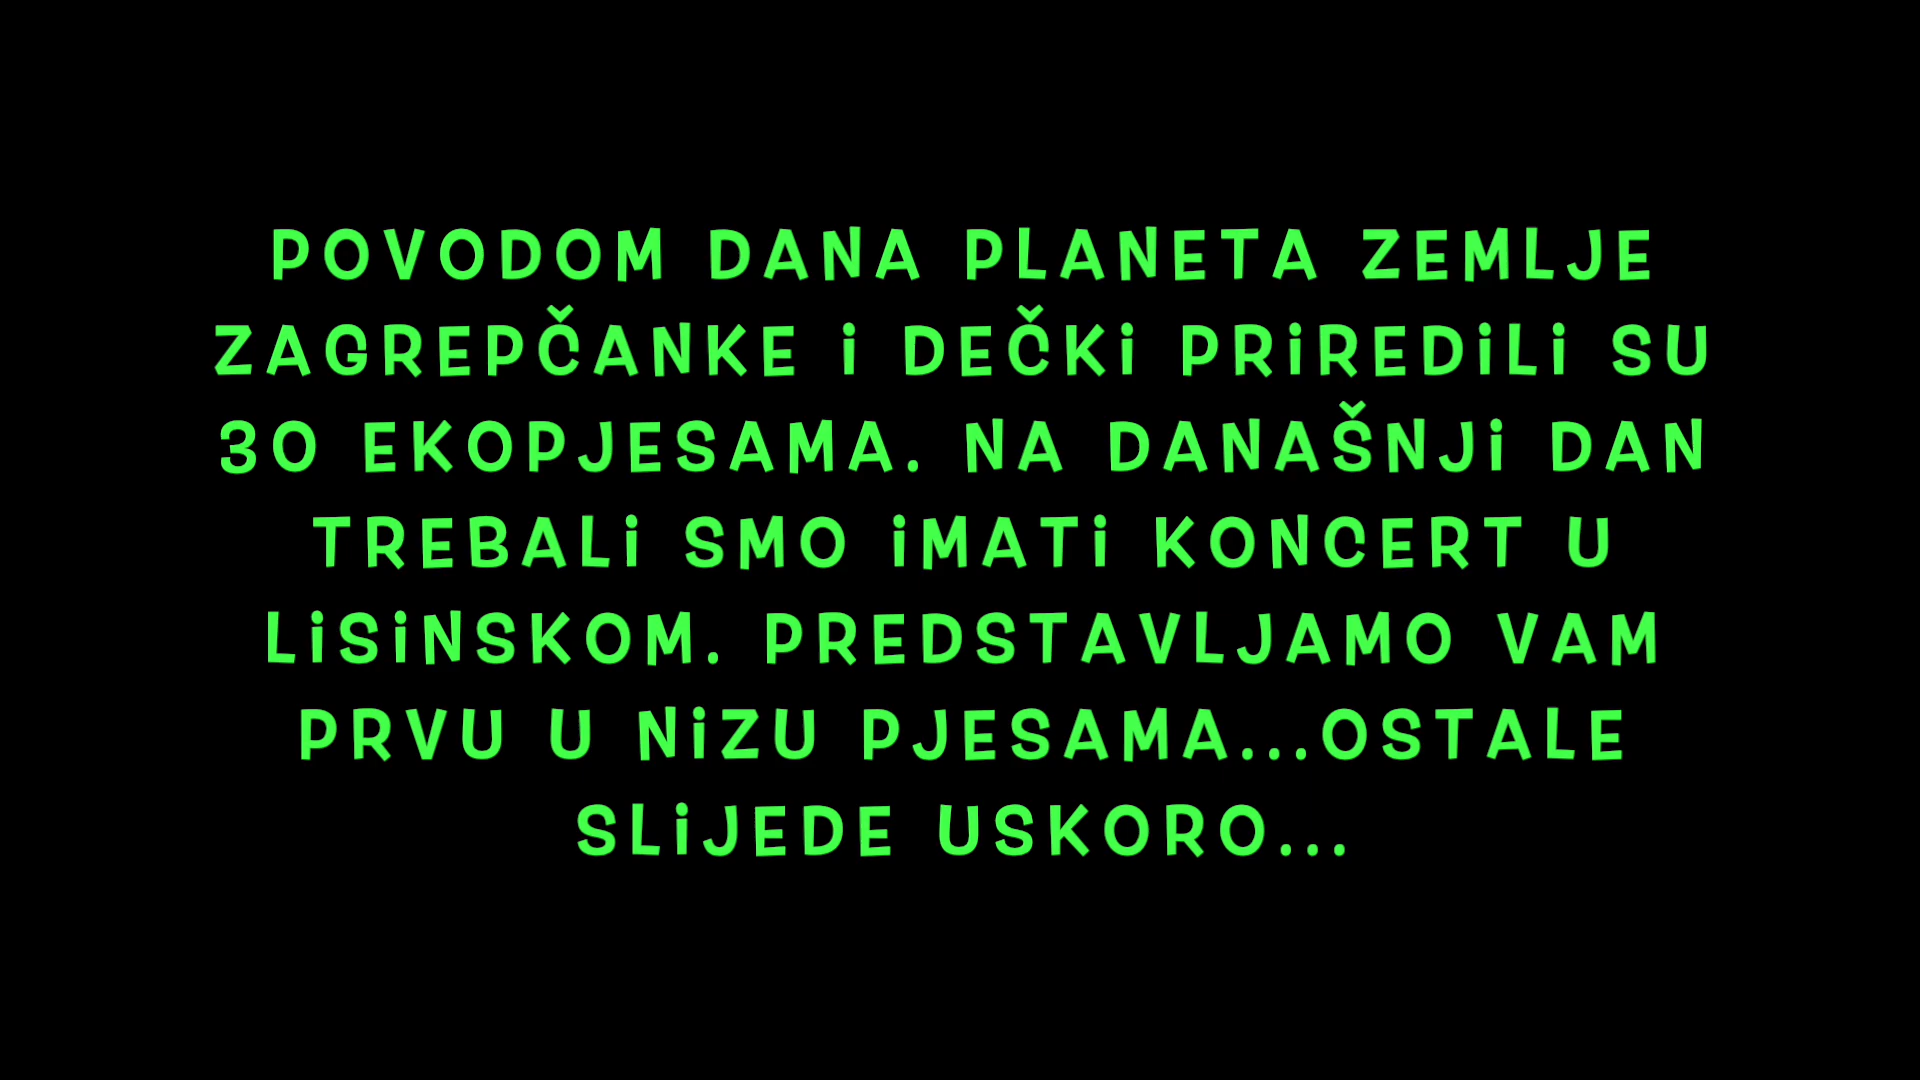 POVODOM DANA PLANETA ZEMLJE
ZAGREPČANKE i DEČKi PRiREDiLi SU
30 EKOPJESAMA. NA DANAŠNJi DAN
TREBALi SMO iMATi KONCERT U
LiSiNSKOM. PREDSTAVLJAMO VAM
PRVU U NiZU PJESAMA...OSTALE
SLiJEDE USKORO...